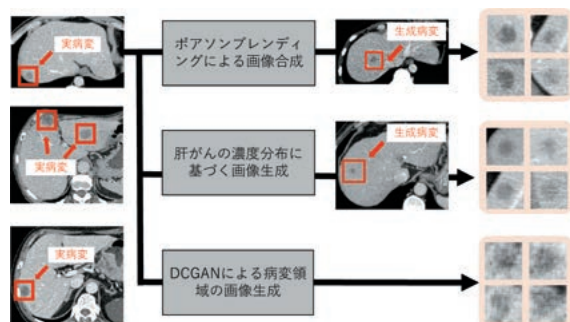 実病変
ポアソンブレンディ
ングによる画像合成
生成病変
実病変
肝がんの濃度分布に
基づく画像生成
生成病変
実病変
DCGANによる病変領
域の画像生成